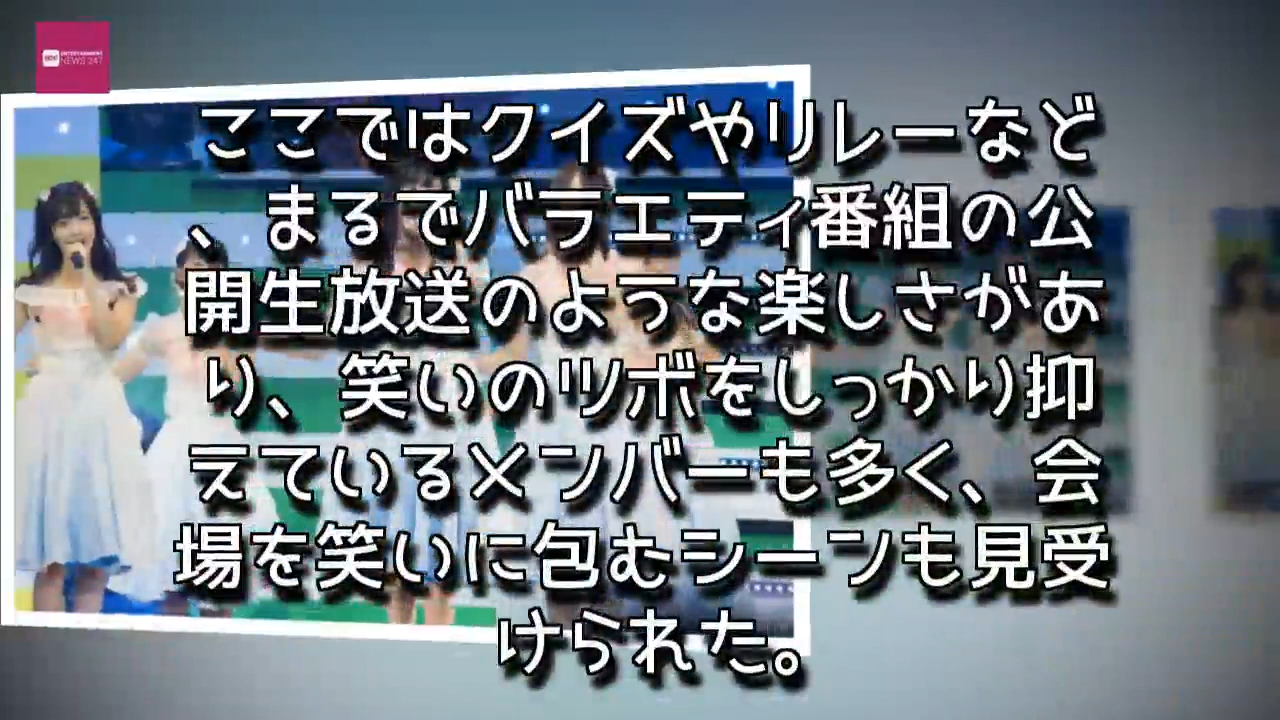 ENTERTAINMENT
NEWS 247
ここではクイズやリレーなど
、まるでバラエティ番組の公
開生放送のような楽しさがあ
り、笑いのツボをしっかり抑
えているメンバーも多く、会
場を笑いに包むシーンも見受
けられた。